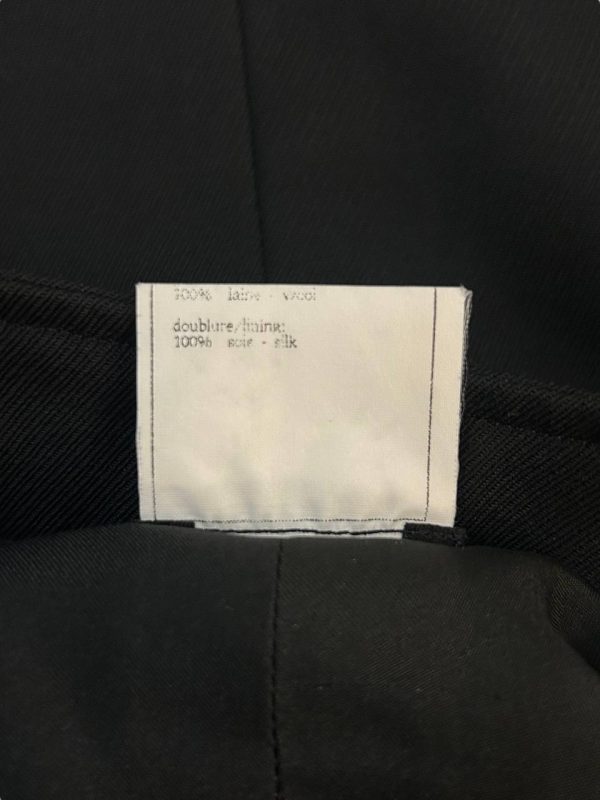 100% laine - wool
doublure/lining:
100% soie - silk